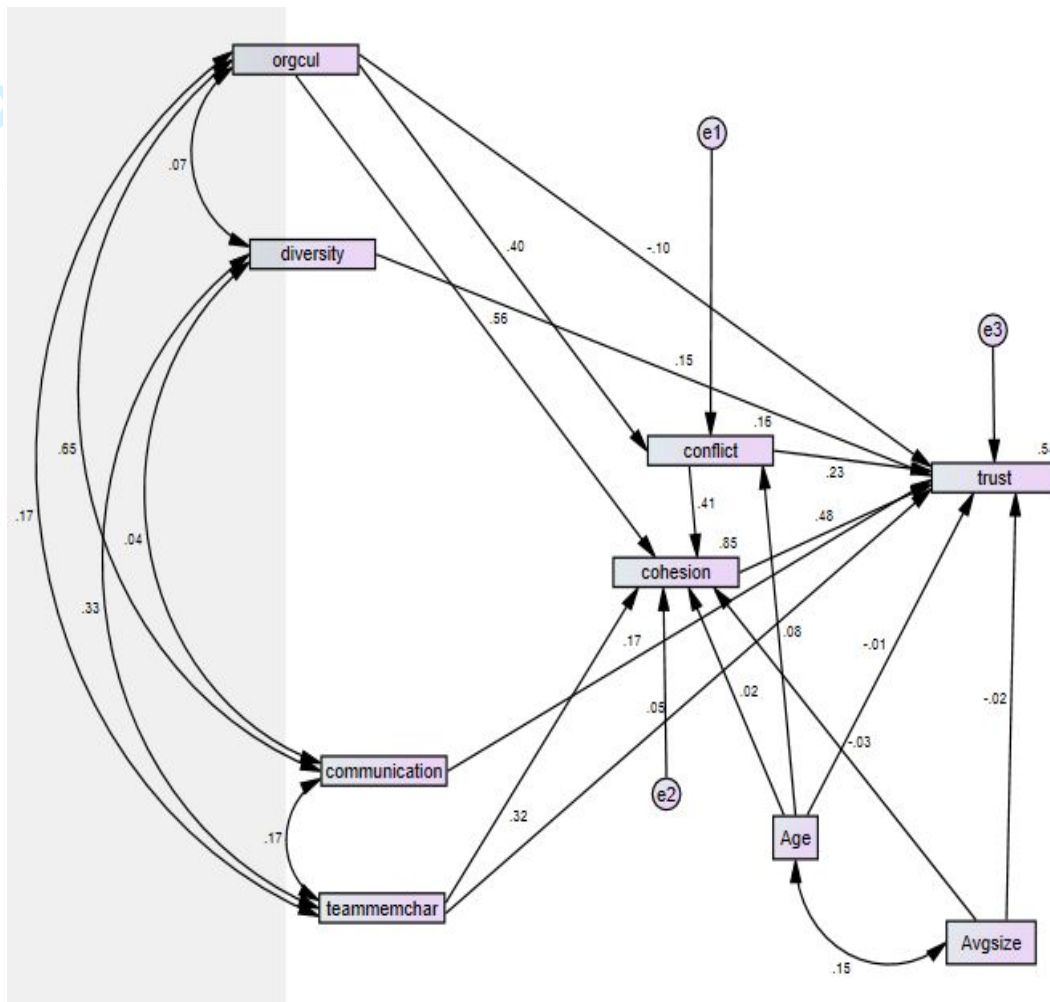 orgcul
e1
.07
diversity
.40
-.10
.56
e3
.15
.16
conflict
.54
.23
trust
.65
.41
.48
.17
.85
cohesion
.04
.33
.17
.08
-.01
.02
-.02
.05
-.03
communication
e2
.32
.17
Age
teammemchar
Avgsize
.15